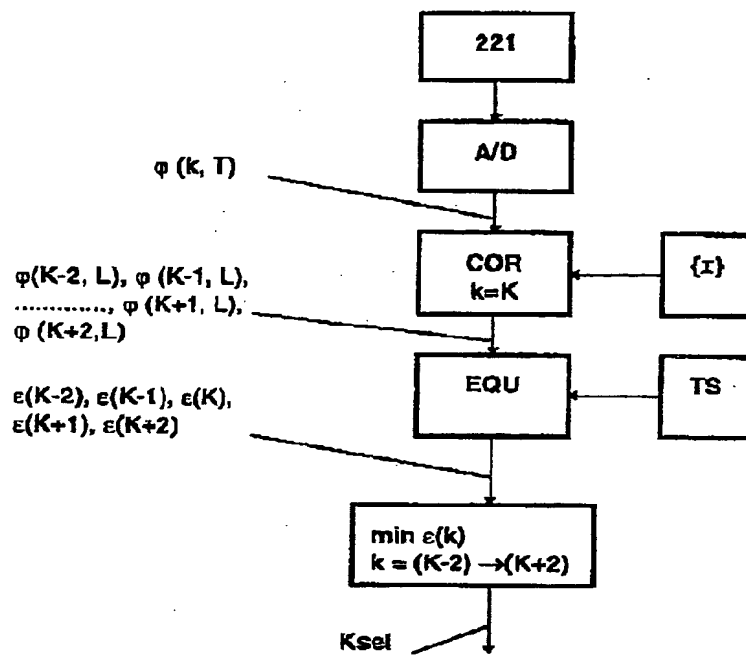 221
A/D
φ (k, T)
COR
k=K
{I}
φ(K-2, L), φ (K-1, L),
............., φ (K+1, L),
φ (K+2,L)
EQU
TS
ε(K-2), ε(K-1), ε(K),
ε(K+1), ε(K+2)
min ε(k)
k = (K-2) →(K+2)
Ksel